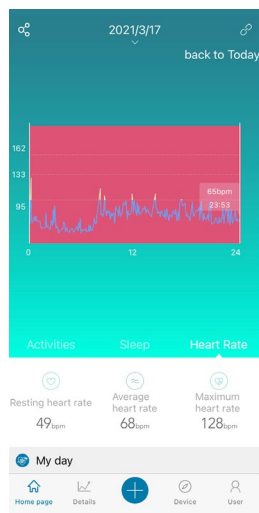 2021/3/17
back to Today
162
133
95
65bpm
23:53
0 12 24
Activities Sleep Heart Rate
Resting heart rate
49bpm
Average
heart rate
68bpm
Maximum
heart rate
128bpm
My day
Home page Details Device User